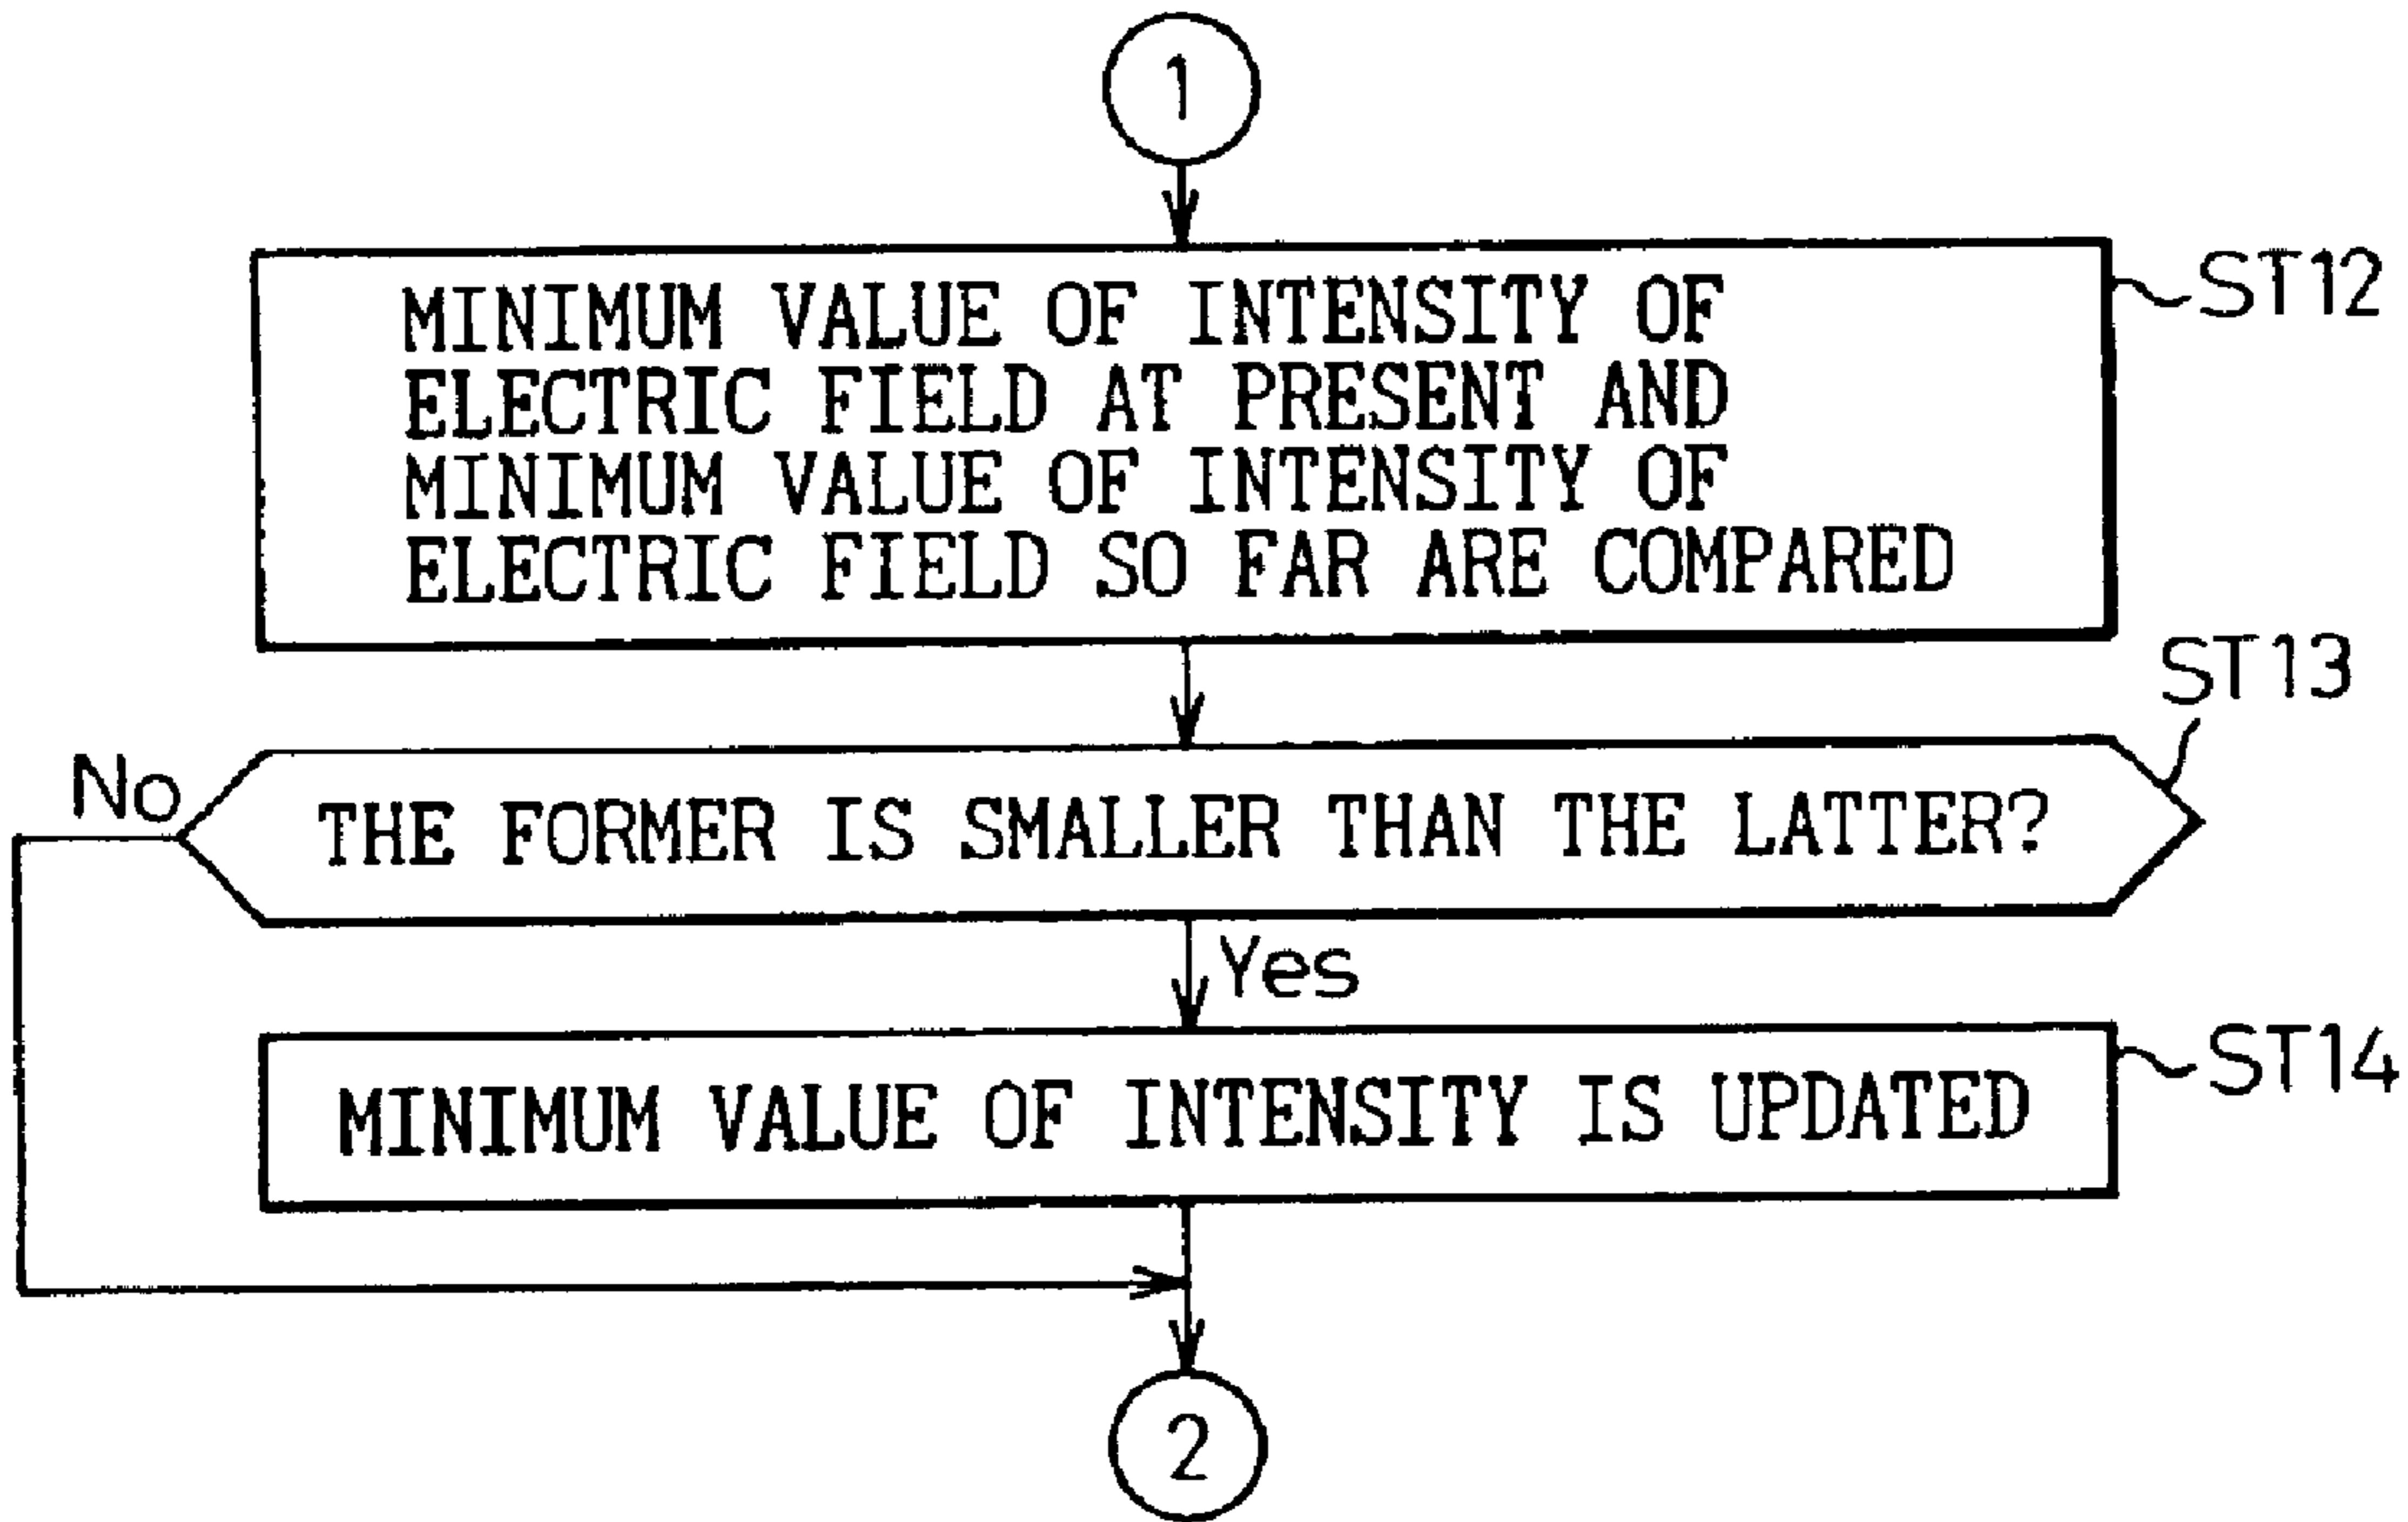 1
MINIMUM VALUE OF INTENSITY OF
ELECTRIC FIELD AT PRESENT AND
MINIMUM VALUE OF INTENSITY OF
ELECTRIC FIELD SO FAR ARE COMPARED
ST12
ST13
No
THE FORMER IS SMALLER THAN THE LATTER?
Yes
MINIMUM VALUE OF INTENSITY IS UPDATED
ST14
2